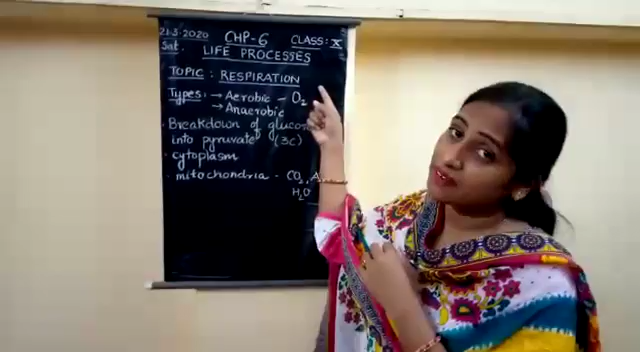 21-3-2020 CHP-6 CLASS: X
Sat.
LIFE PROCESSES
TOPIC : RESPIRATION
Types: → Aerobic - O2
→ Anaerobic
Breakdown of glucose
into pyruvate (3C)
cytoplasm
mitochondria - CO2, A
H2O